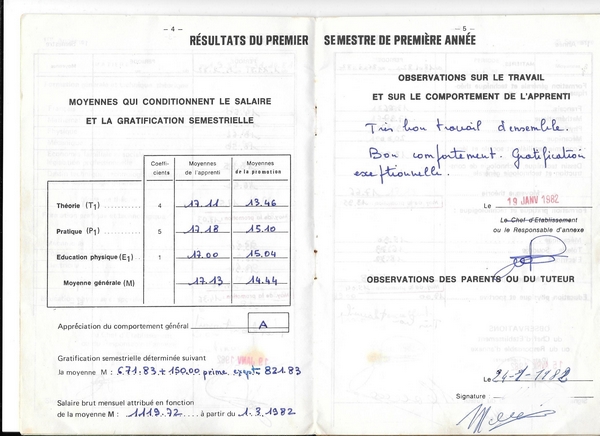 — 4 —
RÉSULTATS DU PREMIER
MOYENNES QUI CONDITIONNENT LE SALAIRE
ET LA GRATIFICATION SEMESTRIELLE
Coeffi-cients Moyennes de l'apprenti Moyennes de la promotion
Théorie (T1) 4 17.11 13.46
Pratique (P1) ........ 5 17.18 15.10
Education physique (E1). 1 17.00 15.04
Moyenne générale (M) 17.13 14.44
Appréciation du comportement général ...... A
Gratification semestrielle déterminée suivant
la moyenne M : 671.83 + 150.00 prime. 821.83
Salaire brut mensuel attribué en fonction
de la moyenne M : 1119.72 à partir du 1.3.1982
— 5 —
SEMESTRE DE PREMIÈRE ANNÉE
OBSERVATIONS SUR LE TRAVAIL
ET SUR LE COMPORTEMENT DE L'APPRENTI
Très bon travail d'ensemble.
Bon comportement. Gratification
exceptionnelle.
Le 19 JANV 1982
Le Chef d'Etablissement
ou le Responsable d'annexe
OBSERVATIONS DES PARENTS OU DU TUTEUR
Le
Signature